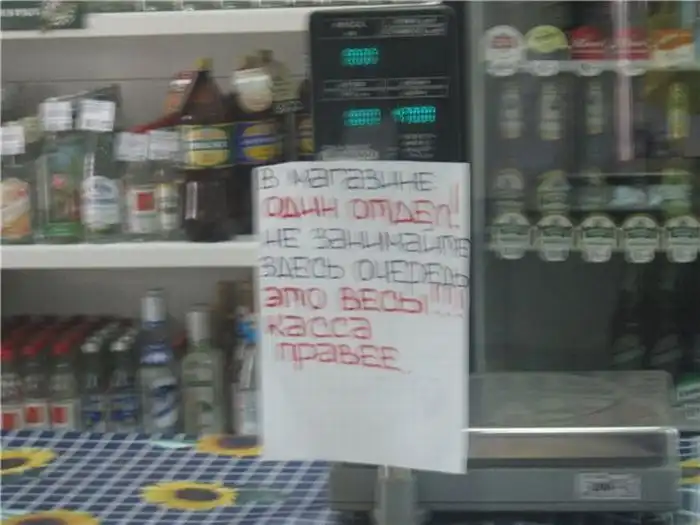 В МАГАЗИНЕ
ОДИН ОТДЕЛ!!
НЕ ЗАНИМАЙТЕ
ЗДЕСЬ ОЧЕРЕДЬ
ЭТО ВЕСЫ!!!!
КАССА
ПРАВЕЕ.